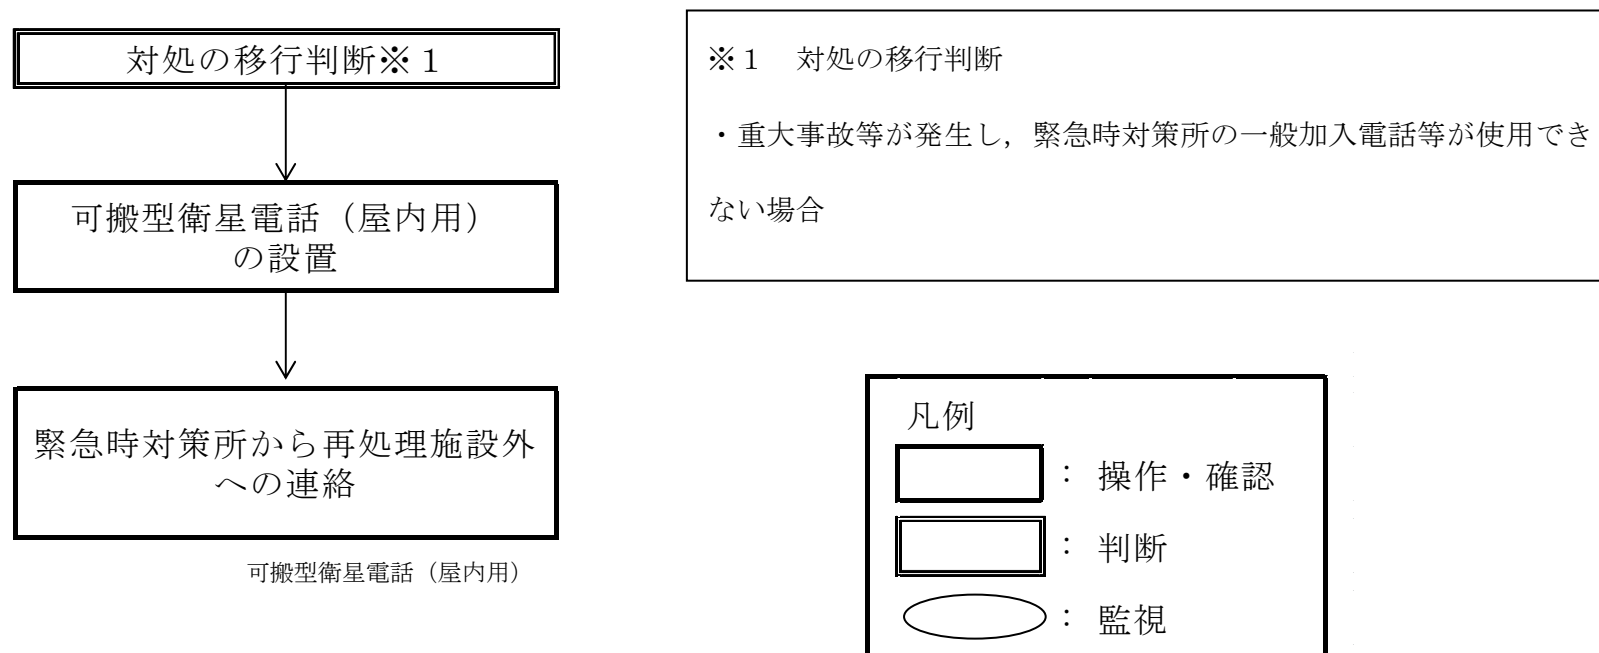 対処の移行判断※１
可搬型衛星電話（屋内用）
の設置
緊急時対策所から再処理施設外
への連絡
可搬型衛星電話（屋内用）
※１　対処の移行判断
・重大事故等が発生し，緊急時対策所の一般加入電話等が使用でき
ない場合
凡例
： 操作・確認
： 判断
： 監視